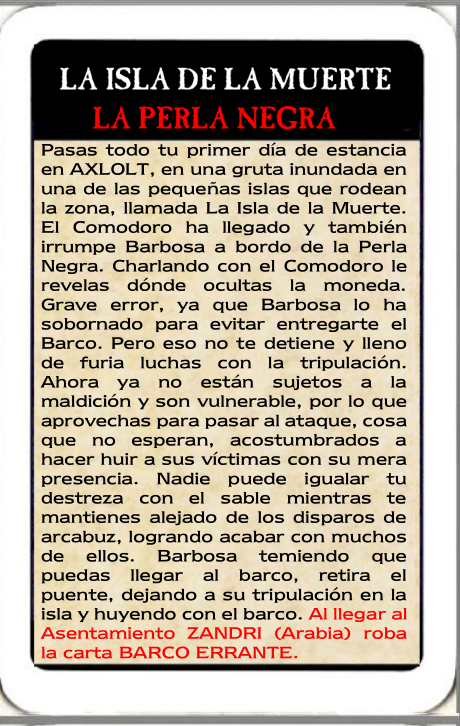 LA ISLA DE LA MUERTE
LA PERLA NEGRA
Pasas todo tu primer día de estancia
en AXLOLT, en una gruta inundada en
una de las pequeñas islas que rodean
la zona, llamada La Isla de la Muerte.
El Comodoro ha llegado y también
irrumpe Barbosa a bordo de la Perla
Negra. Charlando con el Comodoro le
revelas dónde ocultas la moneda.
Grave error, ya que Barbosa lo ha
sobornado para evitar entregarte el
Barco. Pero eso no te detiene y lleno
de furia luchas con la tripulación.
Ahora ya no están sujetos a la
maldición y son vulnerable, por lo que
aprovechas para pasar al ataque, cosa
que no esperan, acostumbrados a
hacer huir a sus víctimas con su mera
presencia. Nadie puede igualar tu
destreza con el sable mientras te
mantienes alejado de los disparos de
arcabuz, logrando acabar con muchos
de ellos. Barbosa temiendo que
puedas llegar al barco, retira el
puente, dejando a su tripulación en la
isla y huyendo con el barco. Al llegar al
Asentamiento ZANDRI (Arabia) roba
la carta BARCO ERRANTE.